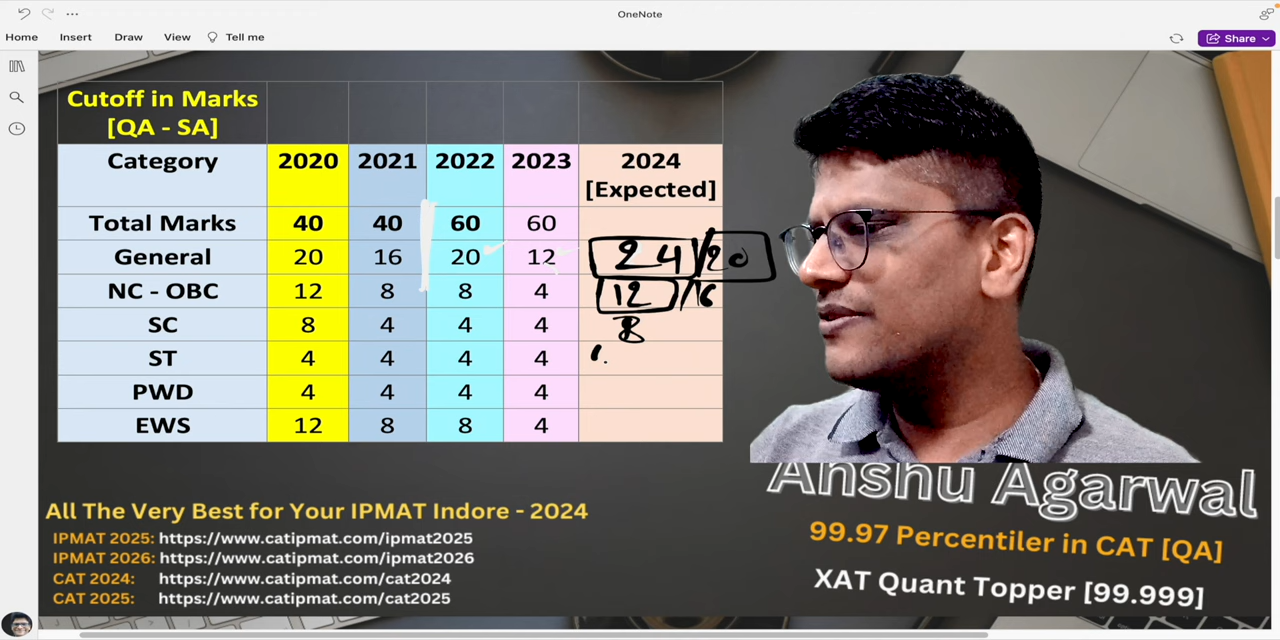 OneNote
Home Insert Draw View Tell me Share
Cutoff in Marks
[QA - SA]
Category 2020 2021 2022 2023 2024
[Expected]
Total Marks 40 40 60 60
General 20 16 20 12 24/20
NC - OBC 12 8 8 4 12/16
SC 8 4 4 4 8
ST 4 4 4 4
PWD 4 4 4 4
EWS 12 8 8 4
Anshu Agarwal
99.97 Percentiler in CAT [QA]
XAT Quant Topper [99.999]
All The Very Best for Your IPMAT Indore - 2024
IPMAT 2025: https://www.catipmat.com/ipmat2025
IPMAT 2026: https://www.catipmat.com/ipmat2026
CAT 2024: https://www.catipmat.com/cat2024
CAT 2025: https://www.catipmat.com/cat2025